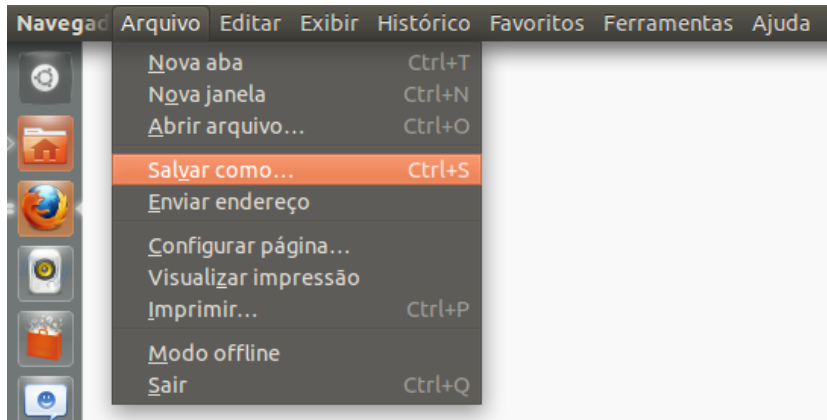 Navegad Arquivo Editar Exibir Histórico Favoritos Ferramentas Ajuda
Nova aba Ctrl+T
Nova janela Ctrl+N
Abrir arquivo... Ctrl+O
Salvar como... Ctrl+S
Enviar endereço
Configurar página...
Visualizar impressão
Imprimir... Ctrl+P
Modo offline
Sair Ctrl+Q